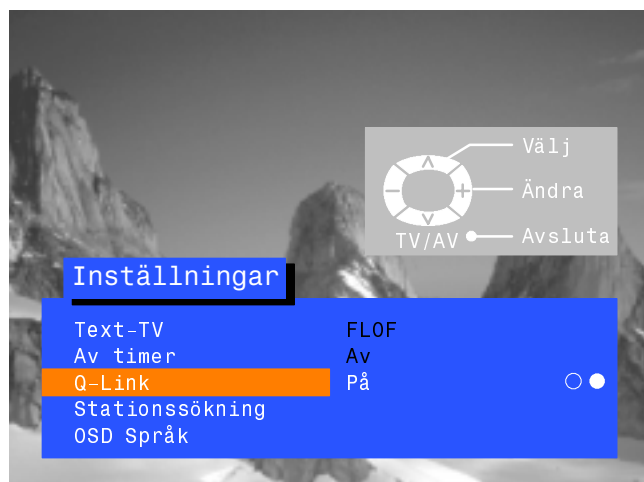 Välj
Ändra
TV/AV Avsluta
Inställningar
Text-TV FLOF
Av timer Av
Q-Link På
Stationssökning
OSD Språk